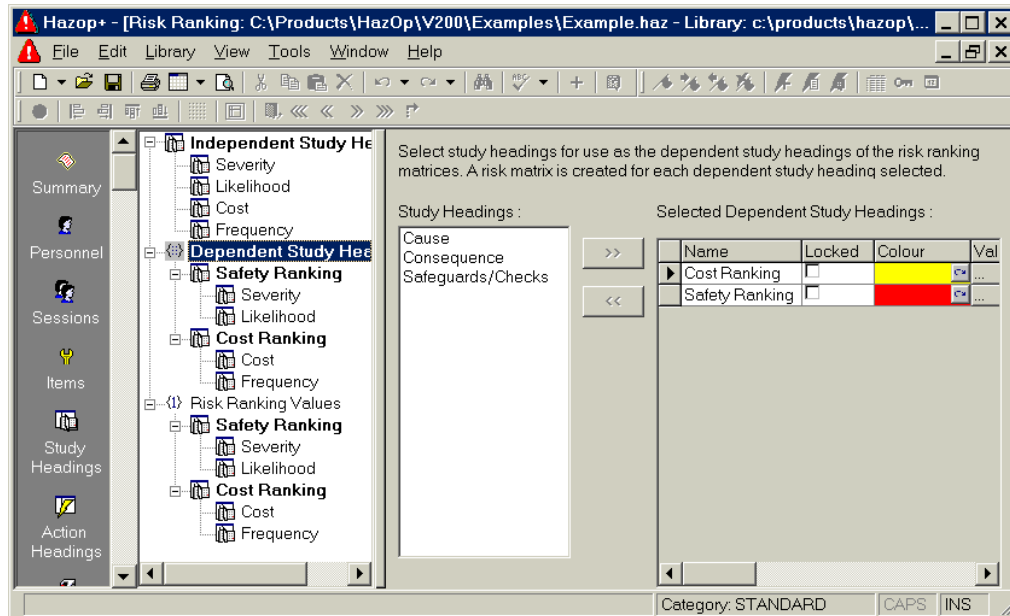 Hazop+ - [Risk Ranking: C:\Products\HazOp\V200\Examples\Example.haz - Library: c:\products\hazop\...
File Edit Library View Tools Window Help
Summary
Personnel
Sessions
Items
Study
Headings
Action
Headings
Independent Study He
Severity
Likelihood
Cost
Frequency
Dependent Study Hee
Safety Ranking
Severity
Likelihood
Cost Ranking
Cost
Frequency
{1} Risk Ranking Values
Safety Ranking
Severity
Likelihood
Cost Ranking
Cost
Frequency
Select study headings for use as the dependent study headings of the risk ranking
matrices. A risk matrix is created for each dependent study heading selected.
Study Headings :
Cause
Consequence
Safeguards/Checks
>>
<<
Selected Dependent Study Headings :
Name Locked Colour Val
Cost Ranking ...
Safety Ranking ...
Category: STANDARD CAPS INS